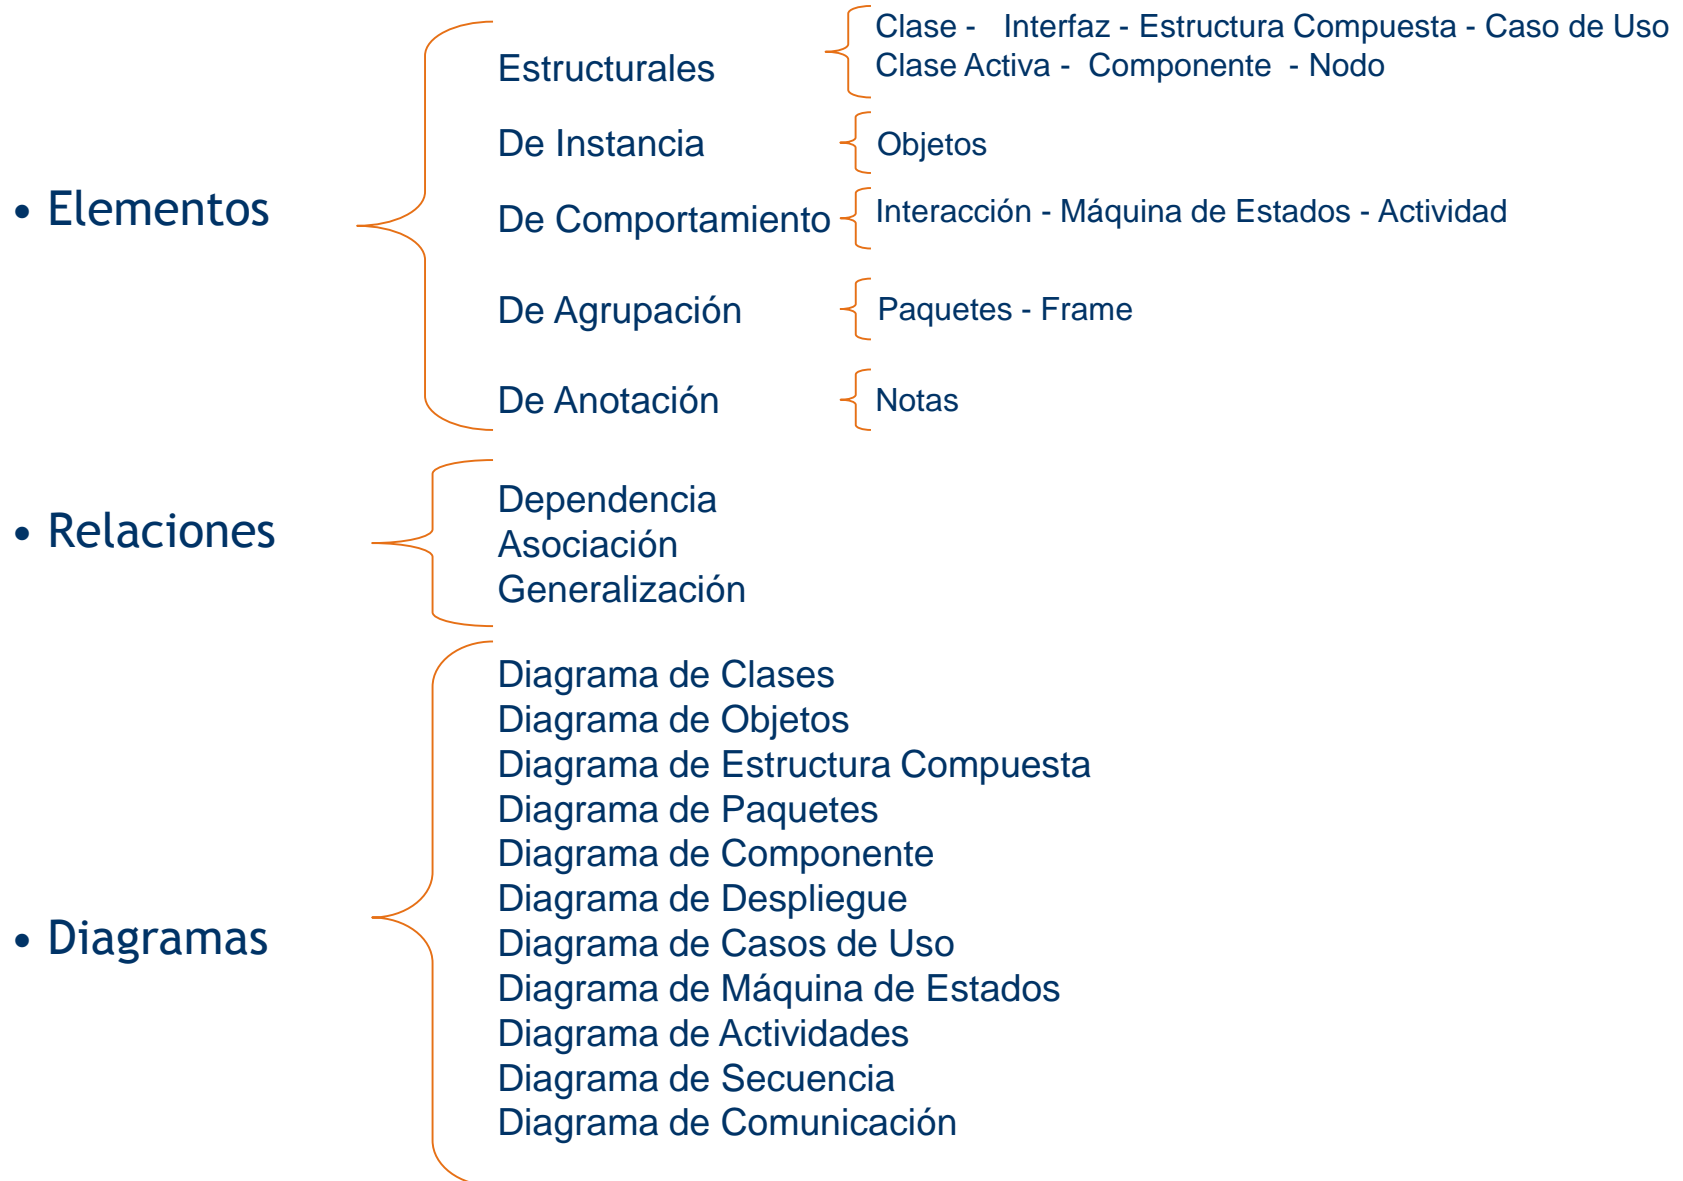 • Elementos
Estructurales
Clase - Interfaz - Estructura Compuesta - Caso de Uso
Clase Activa - Componente - Nodo
De Instancia
Objetos
De Comportamiento
Interacción - Máquina de Estados - Actividad
De Agrupación
Paquetes - Frame
De Anotación
Notas
• Relaciones
Dependencia
Asociación
Generalización
• Diagramas
Diagrama de Clases
Diagrama de Objetos
Diagrama de Estructura Compuesta
Diagrama de Paquetes
Diagrama de Componente
Diagrama de Despliegue
Diagrama de Casos de Uso
Diagrama de Máquina de Estados
Diagrama de Actividades
Diagrama de Secuencia
Diagrama de Comunicación